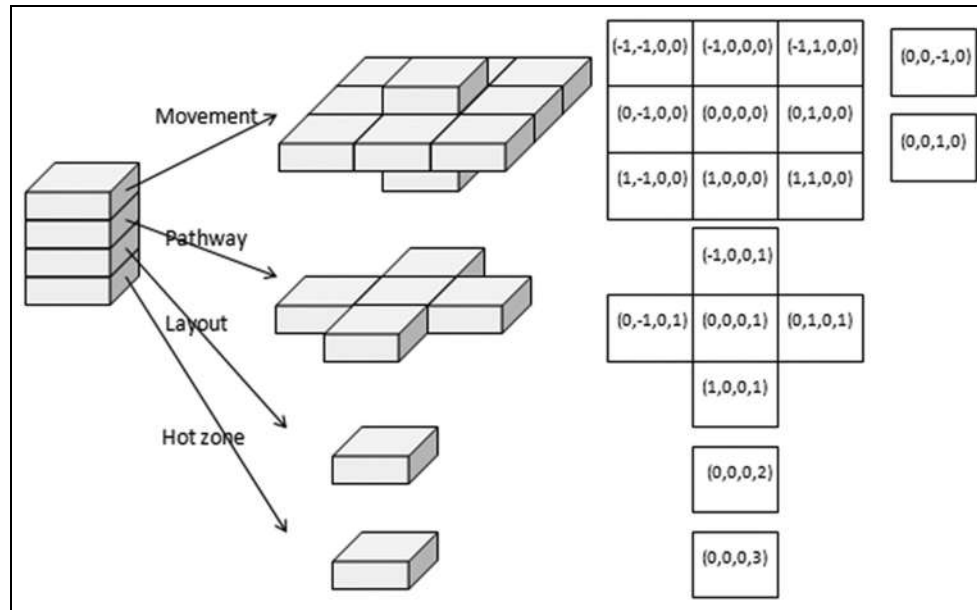 Movement
Pathway
Layout
Hot zone
(-1,-1,0,0) (-1,0,0,0) (-1,1,0,0)
(0,-1,0,0) (0,0,0,0) (0,1,0,0)
(1,-1,0,0) (1,0,0,0) (1,1,0,0)
(0,0,-1,0)
(0,0,1,0)
(-1,0,0,1)
(0,-1,0,1) (0,0,0,1) (0,1,0,1)
(1,0,0,1)
(0,0,0,2)
(0,0,0,3)